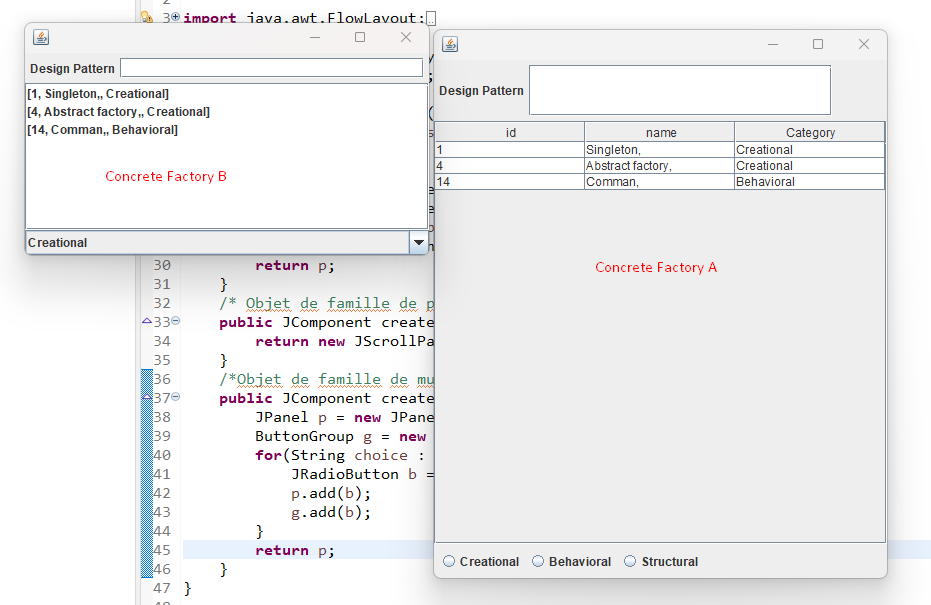 2
3 import java.awt.FlowLayout;
Design Pattern
[1, Singleton,, Creational]
[4, Abstract factory,, Creational]
[14, Comman,, Behavioral]
Concrete Factory B
Creational
Design Pattern
id name Category
1 Singleton, Creational
4 Abstract factory, Creational
14 Comman, Behavioral
Concrete Factory A
Creational Behavioral Structural
30 return p;
31 }
32 /* Objet de famille de p
33 public JComponent create
34 return new JScrollPa
35 }
36 /*Objet de famille de mu
37 public JComponent create
38 JPanel p = new JPane
39 ButtonGroup g = new
40 for(String choice :
41 JRadioButton b =
42 p.add(b);
43 g.add(b);
44 }
45 return p;
46 }
47 }